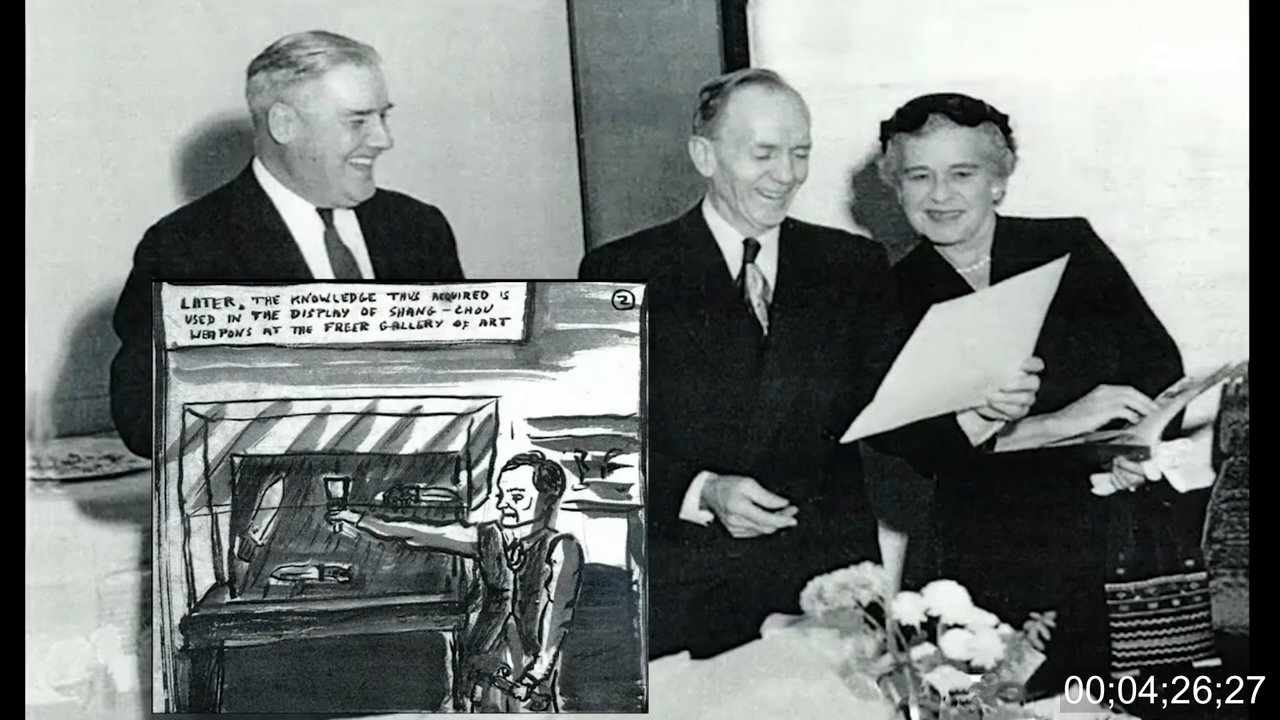 LATER, THE KNOWLEDGE THUS ACQUIRED IS
USED IN THE DISPLAY OF SHANG-CHOU
WEAPONS AT THE FREER GALLERY OF ART
2
00;04;26;27